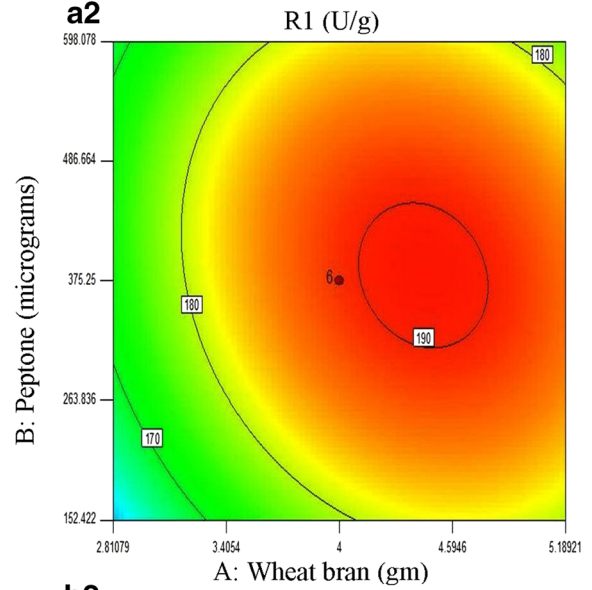 a2
R1 (U/g)
598.078
180
486.664
B: Peptone (micrograms)
375.25
6
180
190
263.836
170
152.422
2.81079 3.4054 4 4.5945 5.18921
A: Wheat bran (gm)